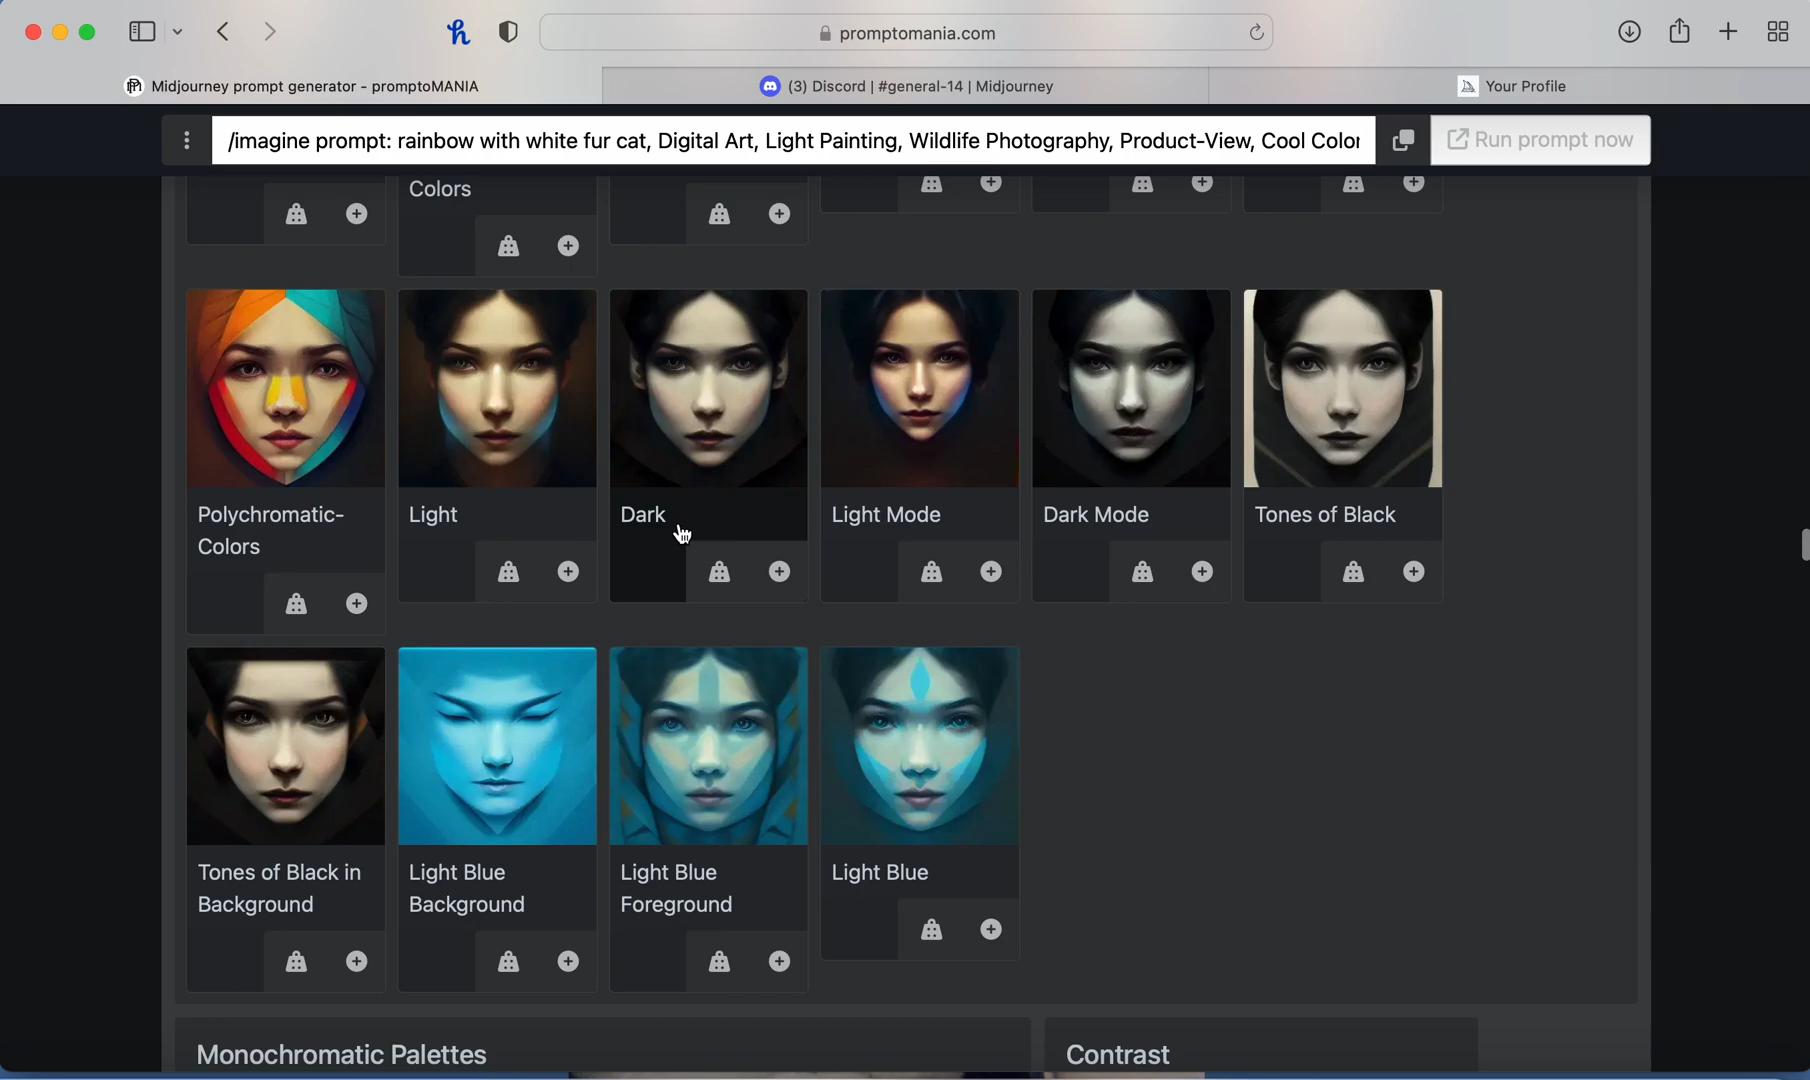 promptomania.com
Midjourney prompt generator - promptoMANIA
(3) Discord | #general-14 | Midjourney
Your Profile
/imagine prompt: rainbow with white fur cat, Digital Art, Light Painting, Wildlife Photography, Product-View, Cool Color
Run prompt now
Colors
Polychromatic-
Colors
Light
Dark
Light Mode
Dark Mode
Tones of Black
Tones of Black in
Background
Light Blue
Background
Light Blue
Foreground
Light Blue
Monochromatic Palettes
Contrast